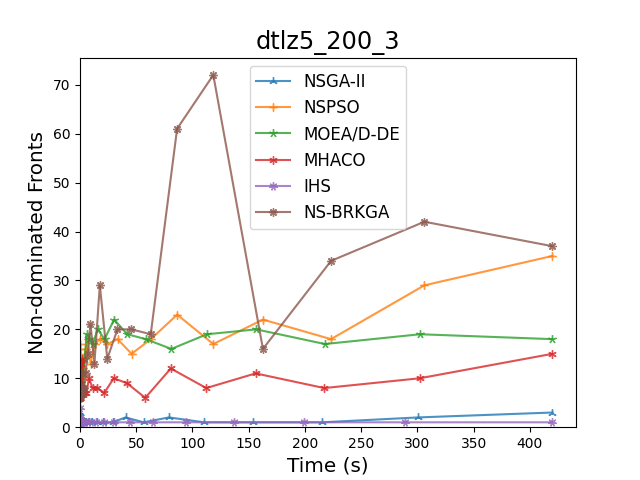 dtlz5_200_3
Non-dominated Fronts
70
60
50
40
30
20
10
0
NSGA-II
NSPSO
MOEA/D-DE
MHACO
IHS
NS-BRKGA
0 50 100 150 200 250 300 350 400
Time (s)